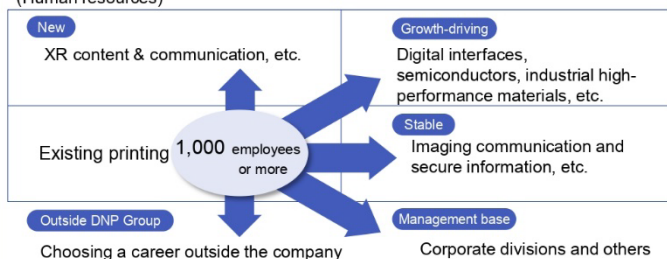 (Human resources)
New
XR content & communication, etc.
Growth-driving
Digital interfaces,
semiconductors, industrial high-
performance materials, etc.
Existing printing
1,000 employees
or more
Stable
Imaging communication and
secure information, etc.
Outside DNP Group
Choosing a career outside the company
Management base
Corporate divisions and others